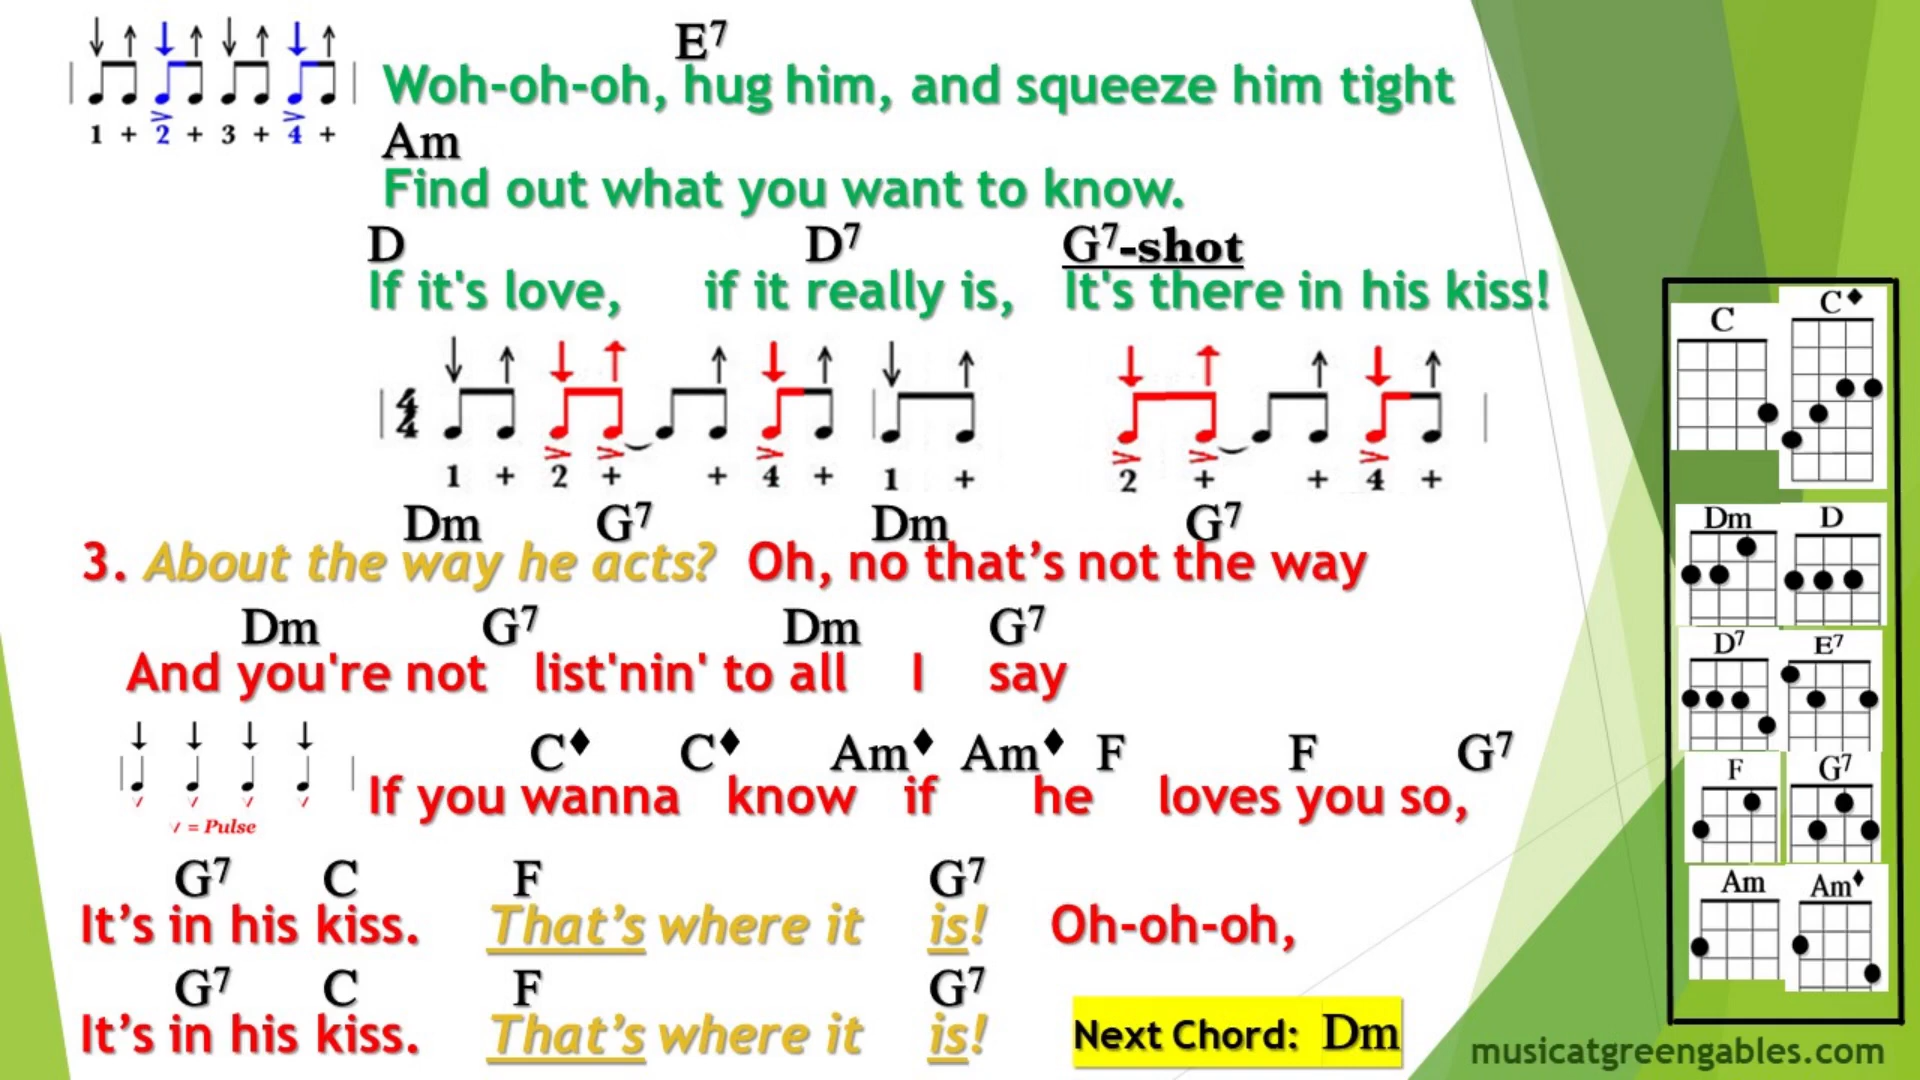 E7
Woh-oh-oh, hug him, and squeeze him tight
1 + 2 + 3 + 4 +
Am
Find out what you want to know.
D D7 G7-shot
If it's love, if it really is, It's there in his kiss!
4/4
1 + 2 + + 4 + 1 + 2 + + 4 +
Dm G7 Dm G7
3. About the way he acts? Oh, no that's not the way
Dm G7 Dm G7
And you're not list'nin' to all I say
C♦ C♦ Am♦ Am♦ F F G7
If you wanna know if he loves you so,
v = Pulse
G7 C F G7
It's in his kiss. That's where it is! Oh-oh-oh,
G7 C F G7
It's in his kiss. That's where it is!
Next Chord: Dm
C C♦
Dm D
D7 E7
F G7
Am Am♦
musicatgreengables.com